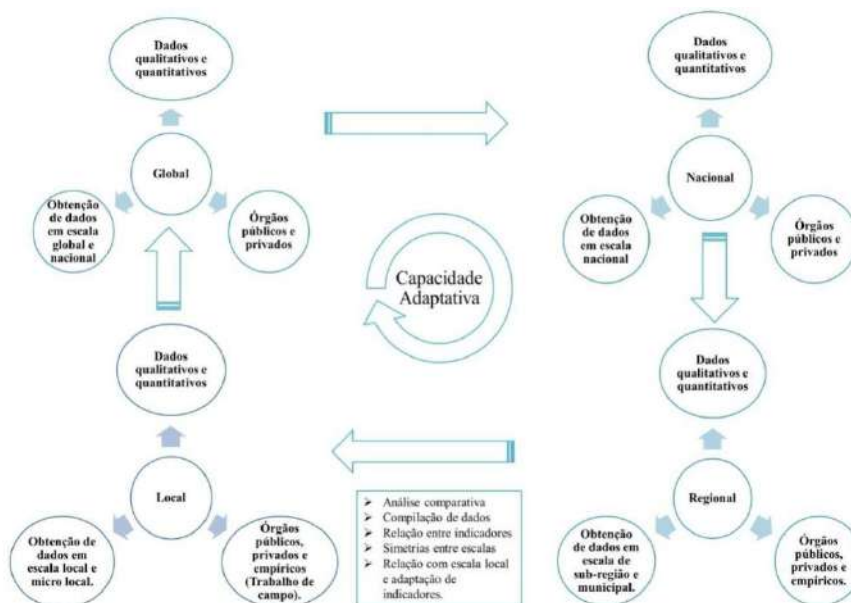 Dados
qualitativos e
quantitativos
Global
Obtenção
de dados
em escala
global e
nacional
Órgãos
públicos e
privados
Dados
qualitativos e
quantitativos
Nacional
Obtenção
de dados
em escala
nacional
Órgãos
públicos e
privados
Capacidade
Adaptativa
Dados
qualitativos e
quantitativos
Local
Obtenção de
dados em
escala local e
micro local.
Órgãos
públicos,
privados e
empíricos
(Trabalho de
campo).
➢ Análise comparativa
➢ Compilação de dados
➢ Relação entre indicadores
➢ Simetrias entre escalas
➢ Relação com escala local
e adaptação de
indicadores.
Dados
qualitativos e
quantitativos
Regional
Obtenção
de dados em
escala de
sub-região e
municipal.
Órgãos
públicos,
privados e
empíricos.